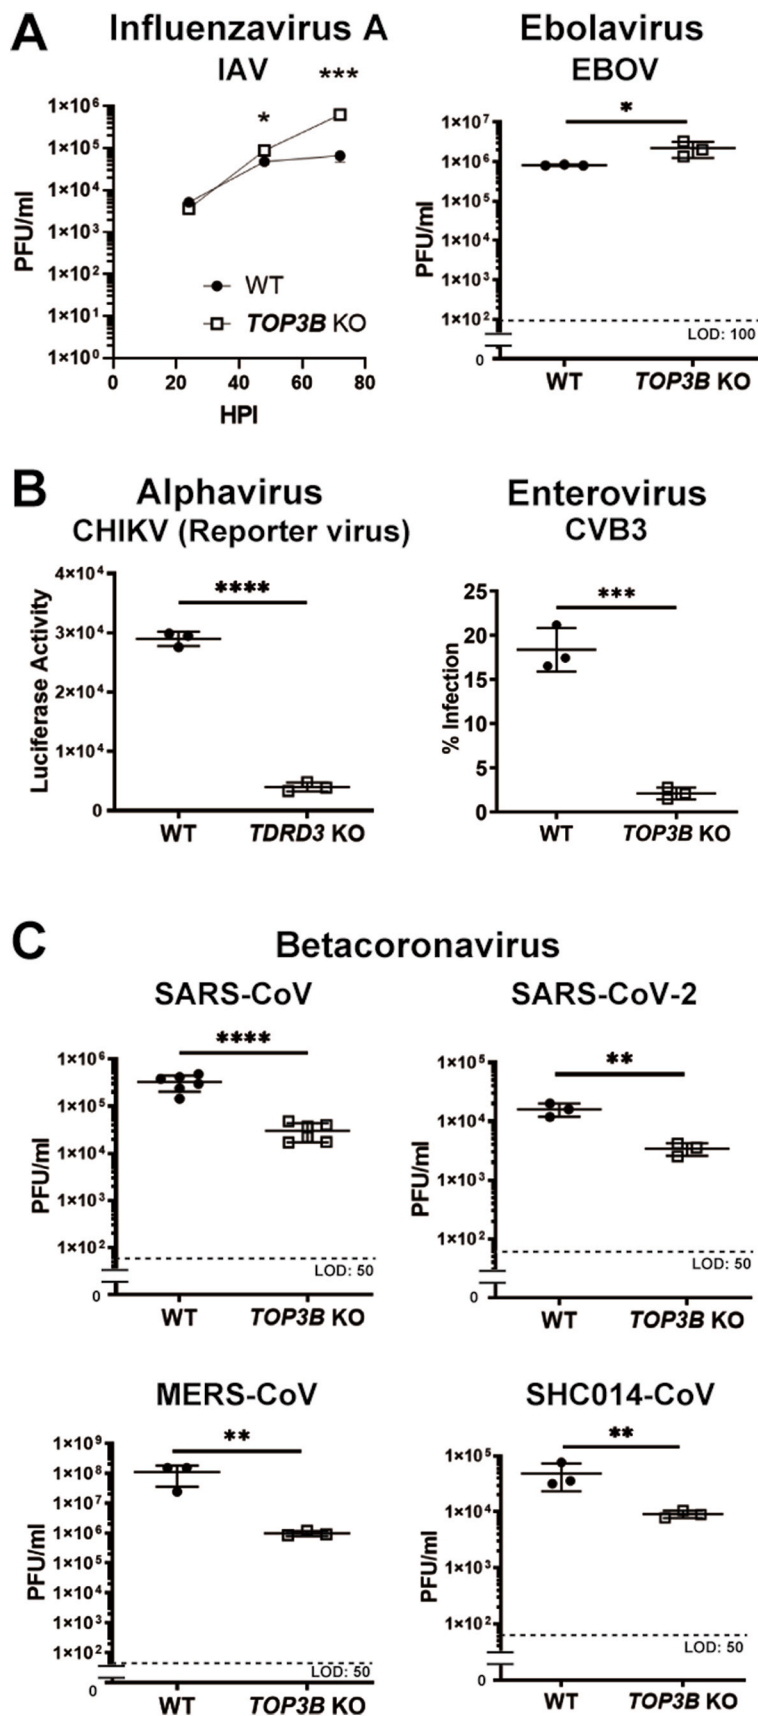 A
Influenzavirus A
IAV
***
*
1×10⁶
1×10⁵
1×10⁴
1×10³
1×10²
1×10¹
1×10⁰
PFU/ml
WT
TOP3B KO
0 20 40 60 80
HPI
Ebolavirus
EBOV
*
1×10⁷
1×10⁶
1×10⁵
1×10⁴
1×10³
1×10²
0
PFU/ml
LOD: 100
WT TOP3B KO
B
Alphavirus
CHIKV (Reporter virus)
****
4×10⁴
3×10⁴
2×10⁴
1×10⁴
0
Luciferase Activity
WT TDRD3 KO
Enterovirus
CVB3
***
25
20
15
10
5
0
% Infection
WT TOP3B KO
C
Betacoronavirus
SARS-CoV
****
1×10⁶
1×10⁵
1×10⁴
1×10³
1×10²
0
PFU/ml
LOD: 50
WT TOP3B KO
SARS-CoV-2
**
1×10⁵
1×10⁴
1×10³
1×10²
0
PFU/ml
LOD: 50
WT TOP3B KO
MERS-CoV
**
1×10⁹
1×10⁸
1×10⁷
1×10⁶
1×10⁵
1×10⁴
1×10³
1×10²
0
PFU/ml
LOD: 50
WT TOP3B KO
SHC014-CoV
**
1×10⁵
1×10⁴
1×10³
1×10²
0
PFU/ml
LOD: 50
WT TOP3B KO